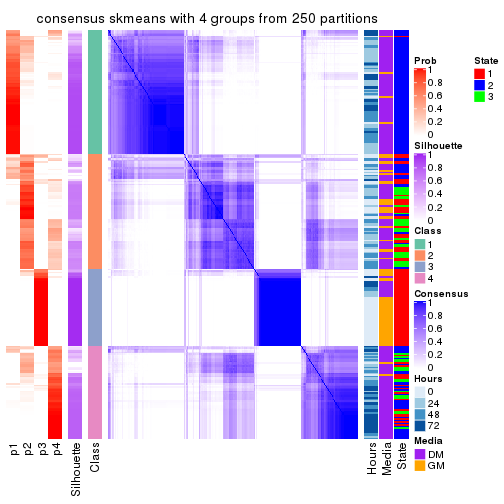 consensus skmeans with 4 groups from 250 partitions
p1
p2
p3
p4
Silhouette
Class
Hours
Media
State
Prob
1
0.8
0.6
0.4
0.2
0
Silhouette
1
0.8
0.6
0.4
0.2
0
Class
1
2
3
4
Consensus
1
0.8
0.6
0.4
0.2
0
Hours
0
24
48
72
Media
DM
GM
State
1
2
3